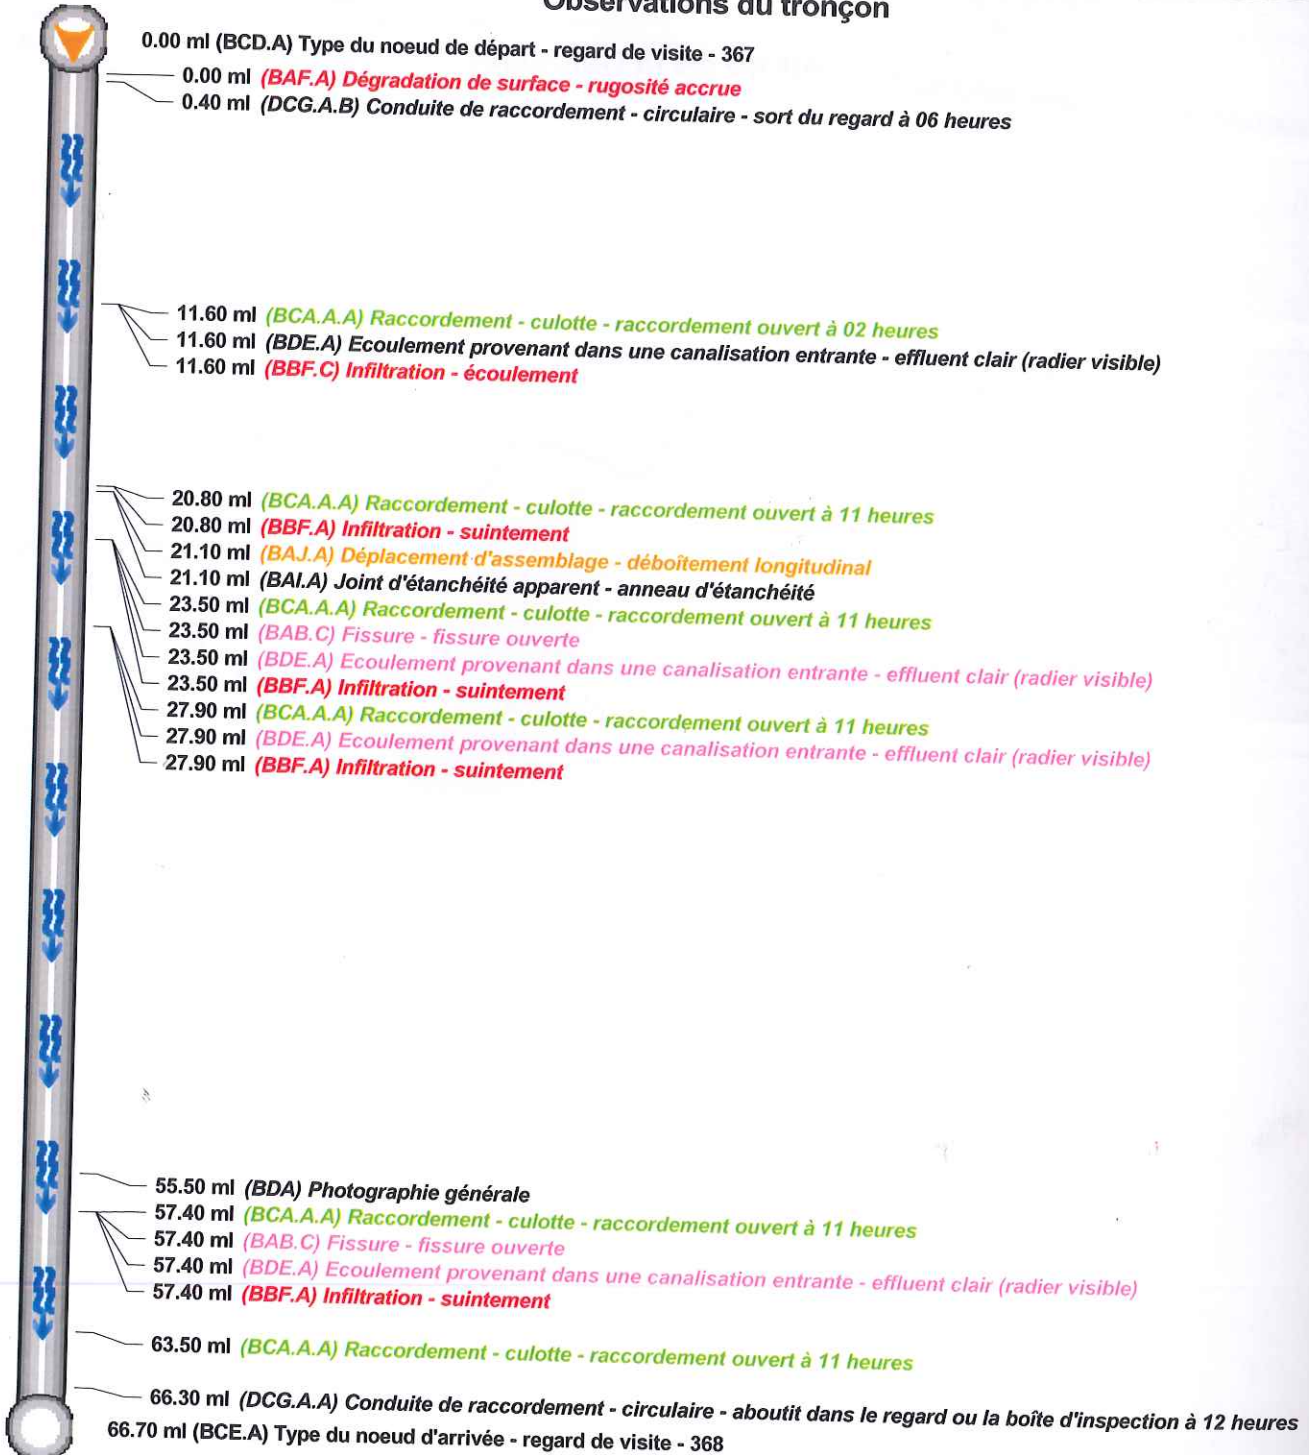 Observations du tronçon
0.00 ml (BCD.A) Type du noeud de départ - regard de visite - 367
0.00 ml (BAF.A) Dégradation de surface - rugosité accrue
0.40 ml (DCG.A.B) Conduite de raccordement - circulaire - sort du regard à 06 heures
11.60 ml (BCA.A.A) Raccordement - culotte - raccordement ouvert à 02 heures
11.60 ml (BDE.A) Ecoulement provenant dans une canalisation entrante - effluent clair (radier visible)
11.60 ml (BBF.C) Infiltration - écoulement
20.80 ml (BCA.A.A) Raccordement - culotte - raccordement ouvert à 11 heures
20.80 ml (BBF.A) Infiltration - suintement
21.10 ml (BAJ.A) Déplacement d'assemblage - déboîtement longitudinal
21.10 ml (BAI.A) Joint d'étanchéité apparent - anneau d'étanchéité
23.50 ml (BCA.A.A) Raccordement - culotte - raccordement ouvert à 11 heures
23.50 ml (BAB.C) Fissure - fissure ouverte
23.50 ml (BDE.A) Ecoulement provenant dans une canalisation entrante - effluent clair (radier visible)
23.50 ml (BBF.A) Infiltration - suintement
27.90 ml (BCA.A.A) Raccordement - culotte - raccordement ouvert à 11 heures
27.90 ml (BDE.A) Ecoulement provenant dans une canalisation entrante - effluent clair (radier visible)
27.90 ml (BBF.A) Infiltration - suintement
55.50 ml (BDA) Photographie générale
57.40 ml (BCA.A.A) Raccordement - culotte - raccordement ouvert à 11 heures
57.40 ml (BAB.C) Fissure - fissure ouverte
57.40 ml (BDE.A) Ecoulement provenant dans une canalisation entrante - effluent clair (radier visible)
57.40 ml (BBF.A) Infiltration - suintement
63.50 ml (BCA.A.A) Raccordement - culotte - raccordement ouvert à 11 heures
66.30 ml (DCG.A.A) Conduite de raccordement - circulaire - aboutit dans le regard ou la boîte d'inspection à 12 heures
66.70 ml (BCE.A) Type du noeud d'arrivée - regard de visite - 368